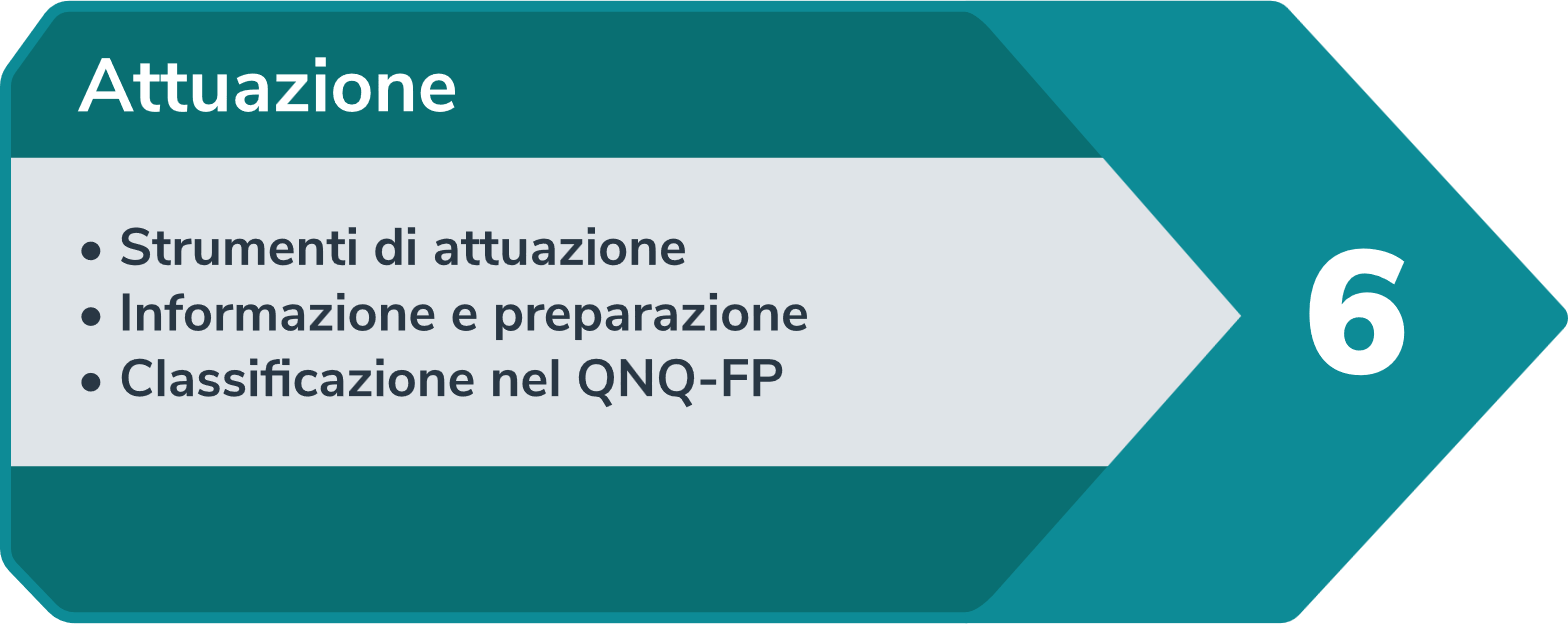 Attuazione
• Strumenti di attuazione
• Informazione e preparazione
• Classificazione nel QNQ-FP
6